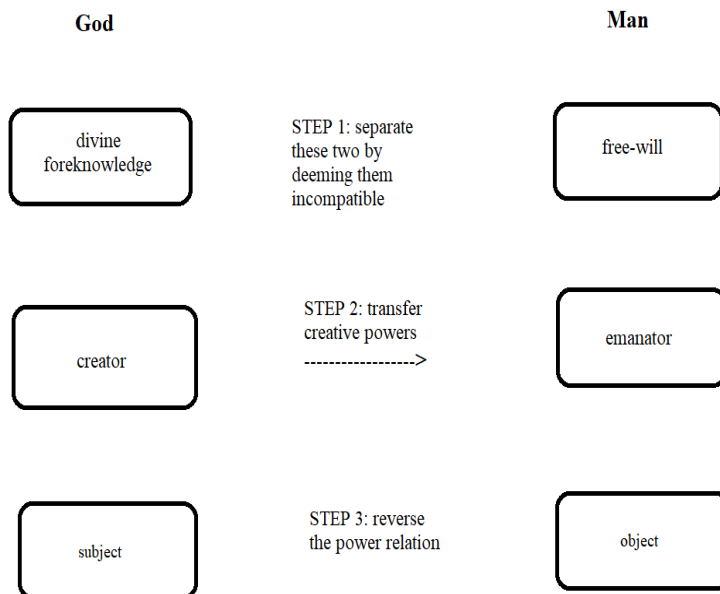 God
Man
divine
foreknowledge
STEP 1: separate
these two by
deeming them
incompatible
free-will
creator
STEP 2: transfer
creative powers
------------------>
emanator
subject
STEP 3: reverse
the power relation
object